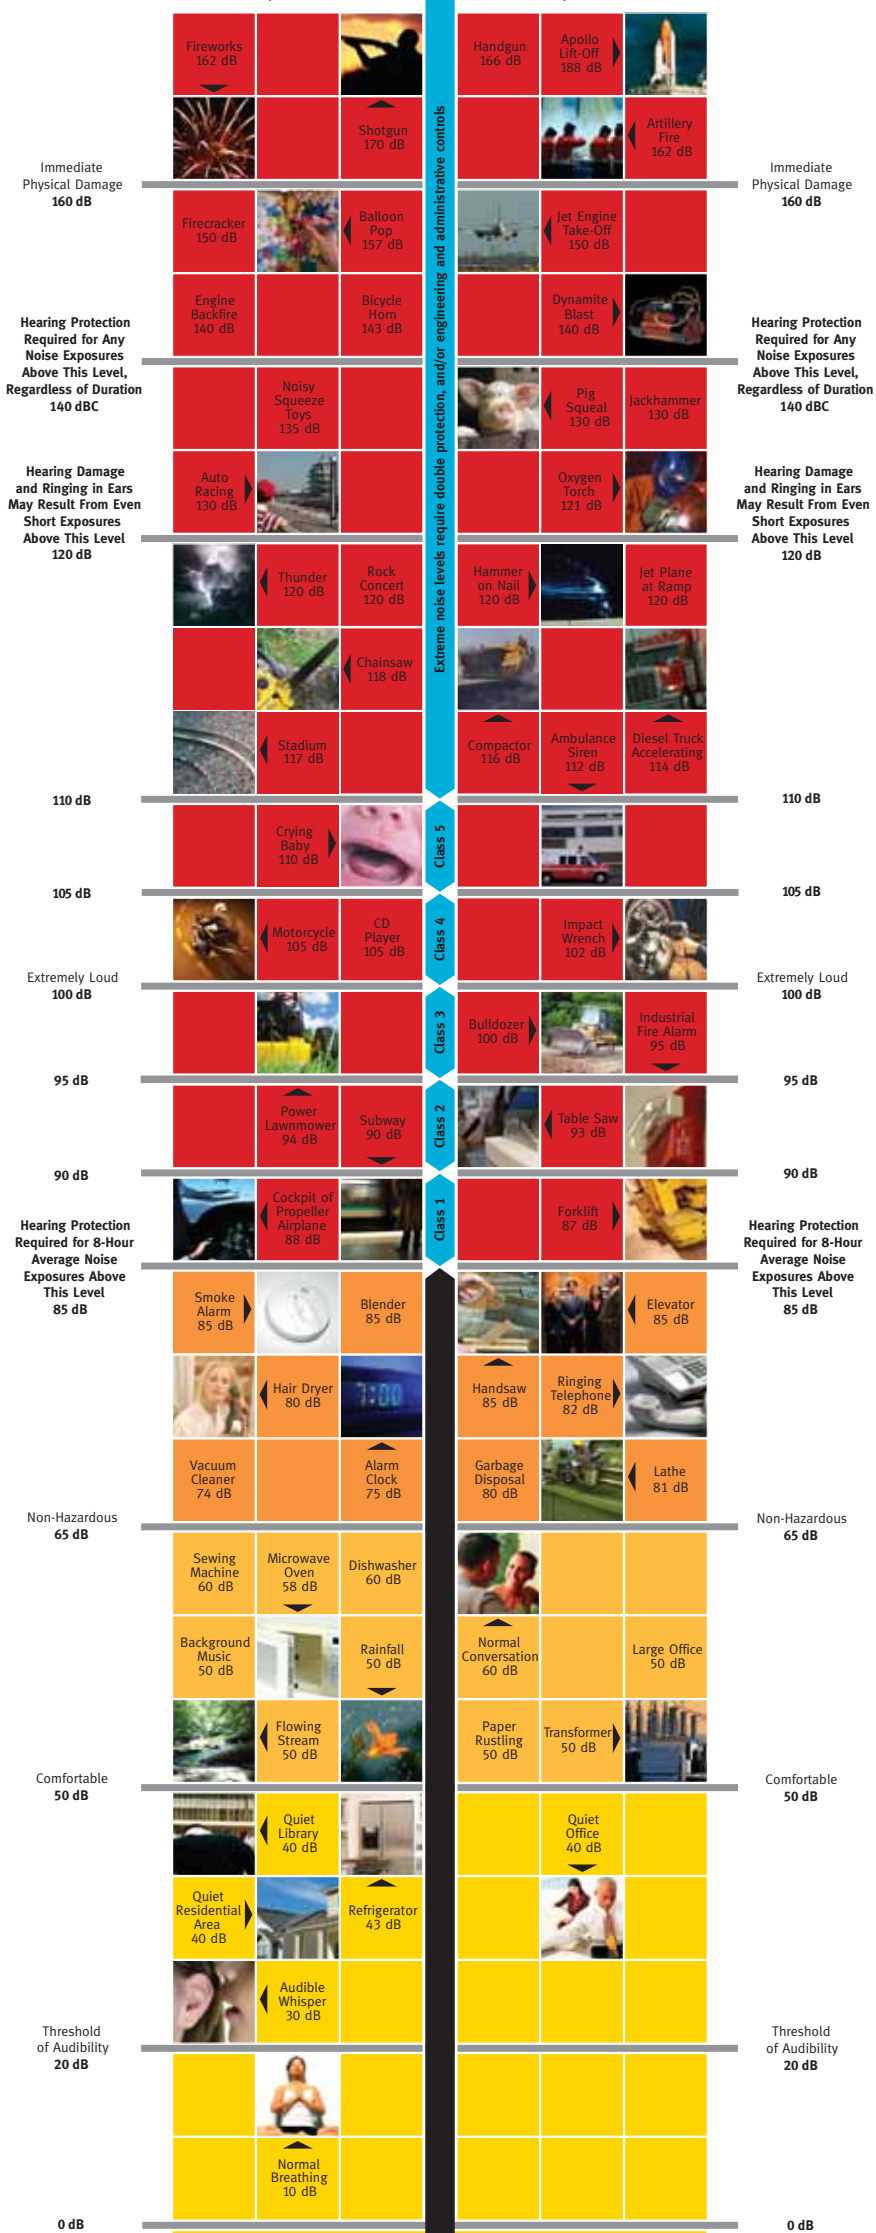 Fireworks
162 dB
Shotgun
170 dB
Handgun
166 dB
Apollo
Lift-Off
188 dB
Artillery
Fire
162 dB
Immediate
Physical Damage
160 dB
Immediate
Physical Damage
160 dB
Extreme noise levels require double protection, and/or engineering and administrative controls
Firecracker
150 dB
Balloon
Pop
157 dB
Jet Engine
Take-Off
150 dB
Engine
Backfire
140 dB
Bicycle
Horn
143 dB
Dynamite
Blast
140 dB
Hearing Protection
Required for Any
Noise Exposures
Above This Level,
Regardless of Duration
140 dBC
Hearing Protection
Required for Any
Noise Exposures
Above This Level,
Regardless of Duration
140 dBC
Noisy
Squeeze
Toys
135 dB
Pig
Squeal
130 dB
Jackhammer
130 dB
Auto
Racing
130 dB
Oxygen
Torch
121 dB
Hearing Damage
and Ringing in Ears
May Result From Even
Short Exposures
Above This Level
120 dB
Hearing Damage
and Ringing in Ears
May Result From Even
Short Exposures
Above This Level
120 dB
Thunder
120 dB
Rock
Concert
120 dB
Hammer
on Nail
120 dB
Jet Plane
at Ramp
120 dB
Chainsaw
118 dB
Stadium
117 dB
Compactor
116 dB
Ambulance
Siren
112 dB
Diesel Truck
Accelerating
114 dB
110 dB
110 dB
Crying
Baby
110 dB
Class 5
105 dB
105 dB
Motorcycle
105 dB
CD
Player
105 dB
Class 4
Impact
Wrench
102 dB
Extremely Loud
100 dB
Extremely Loud
100 dB
Class 3
Bulldozer
100 dB
Industrial
Fire Alarm
95 dB
95 dB
95 dB
Power
Lawnmower
94 dB
Subway
90 dB
Class 2
Table Saw
93 dB
90 dB
90 dB
Cockpit of
Propeller
Airplane
88 dB
Class 1
Forklift
87 dB
Hearing Protection
Required for 8-Hour
Average Noise
Exposures Above
This Level
85 dB
Hearing Protection
Required for 8-Hour
Average Noise
Exposures Above
This Level
85 dB
Smoke
Alarm
85 dB
Blender
85 dB
Elevator
85 dB
Hair Dryer
80 dB
7:00
Handsaw
85 dB
Ringing
Telephone
82 dB
Vacuum
Cleaner
74 dB
Alarm
Clock
75 dB
Garbage
Disposal
80 dB
Lathe
81 dB
Non-Hazardous
65 dB
Non-Hazardous
65 dB
Sewing
Machine
60 dB
Microwave
Oven
58 dB
Dishwasher
60 dB
Background
Music
50 dB
Rainfall
50 dB
Normal
Conversation
60 dB
Large Office
50 dB
Flowing
Stream
50 dB
Paper
Rustling
50 dB
Transformer
50 dB
Comfortable
50 dB
Comfortable
50 dB
Quiet
Library
40 dB
Quiet
Office
40 dB
Quiet
Residential
Area
40 dB
Refrigerator
43 dB
Audible
Whisper
30 dB
Threshold
of Audibility
20 dB
Threshold
of Audibility
20 dB
Normal
Breathing
10 dB
0 dB
0 dB